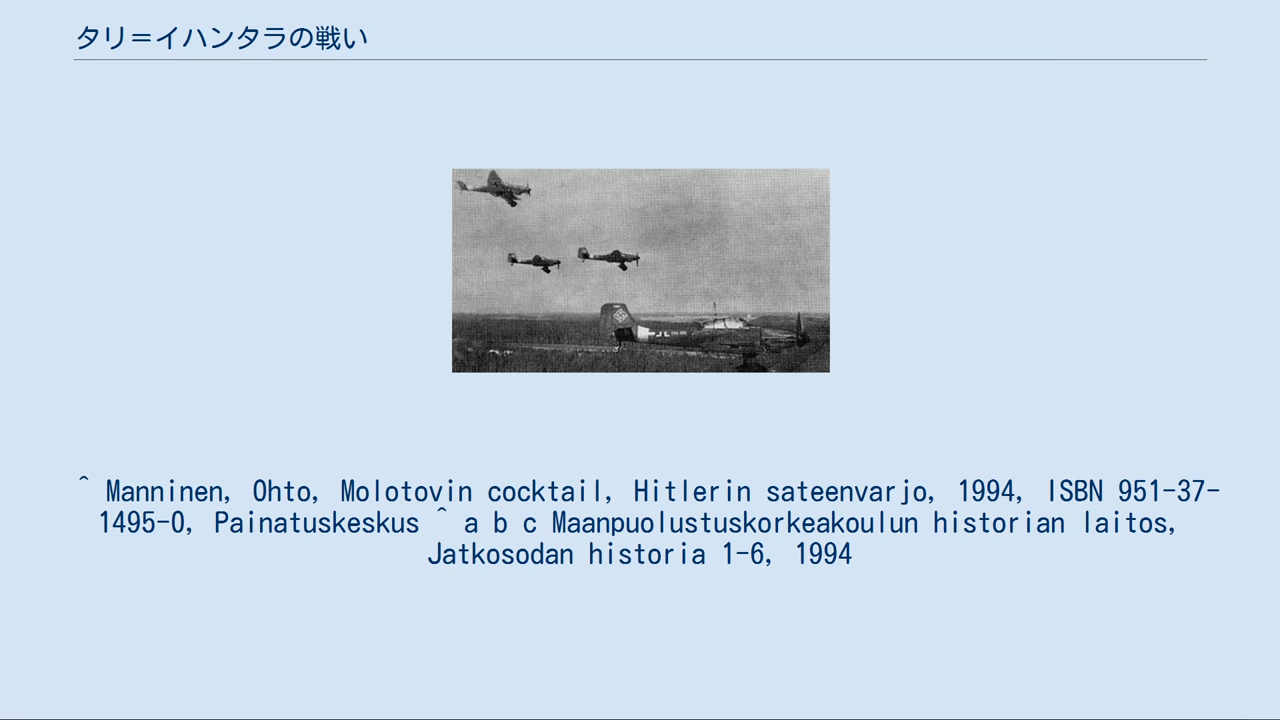 タリ＝イハンタラの戦い
^ Manninen, Ohto, Molotovin cocktail, Hitlerin sateenvarjo, 1994, ISBN 951-37-
1495-0, Painatuskeskus ^ a b c Maanpuolustuskorkeakoulun historian laitos,
Jatkosodan historia 1-6, 1994